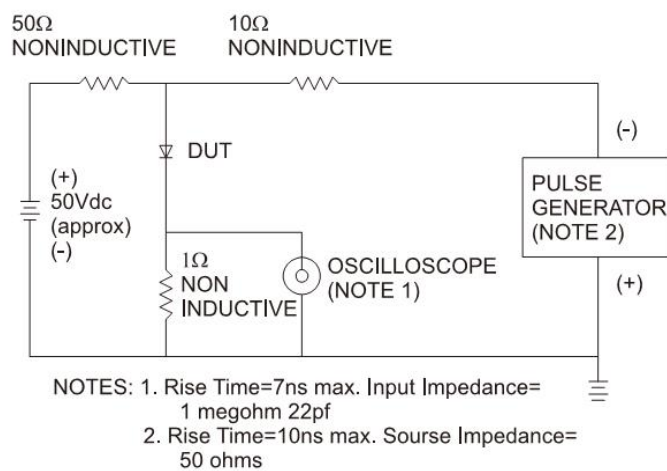 50Ω
NONINDUCTIVE
10Ω
NONINDUCTIVE
DUT
(+)
50Vdc
(approx)
(-)
1Ω
NON
INDUCTIVE
OSCILLOSCOPE
(NOTE 1)
(-)
PULSE
GENERATOR
(NOTE 2)
(+)
NOTES: 1. Rise Time=7ns max. Input Impedance=
1 megohm 22pf
2. Rise Time=10ns max. Sourse Impedance=
50 ohms